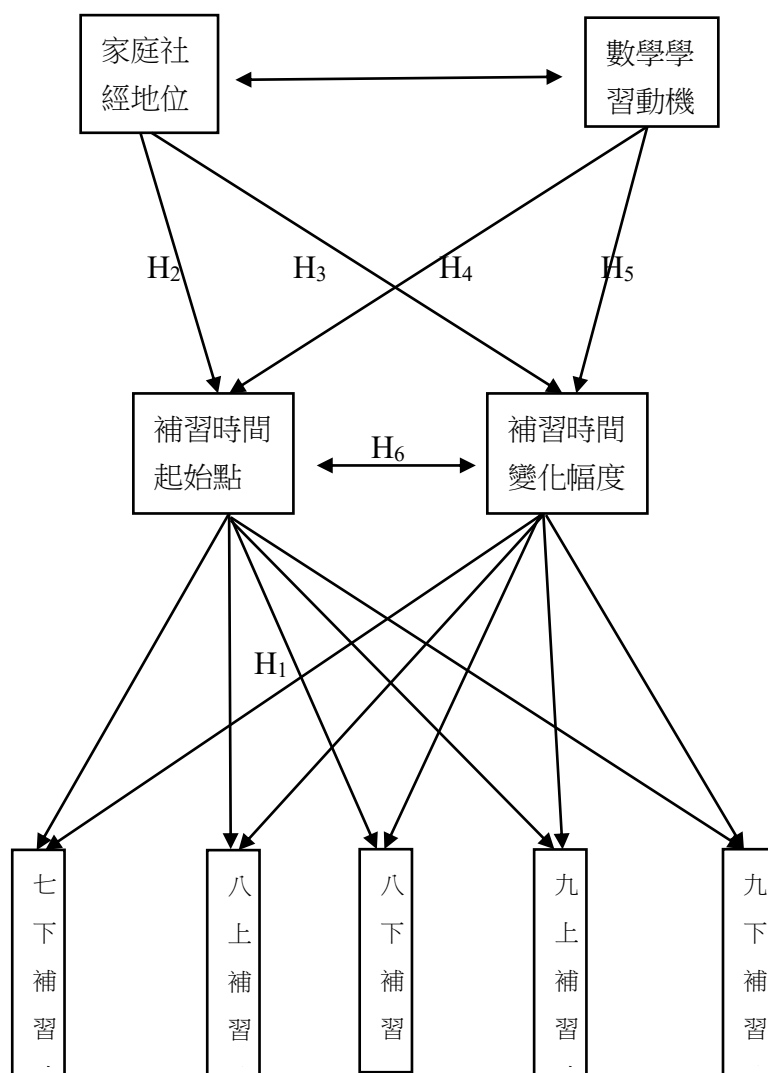 家庭社
經地位
數學學
習動機
H₂
H₃
H₄
H₅
補習時間
起始點
H₆
補習時間
變化幅度
H₁
七下補習
八上補習
八下補習
九上補習
九下補習